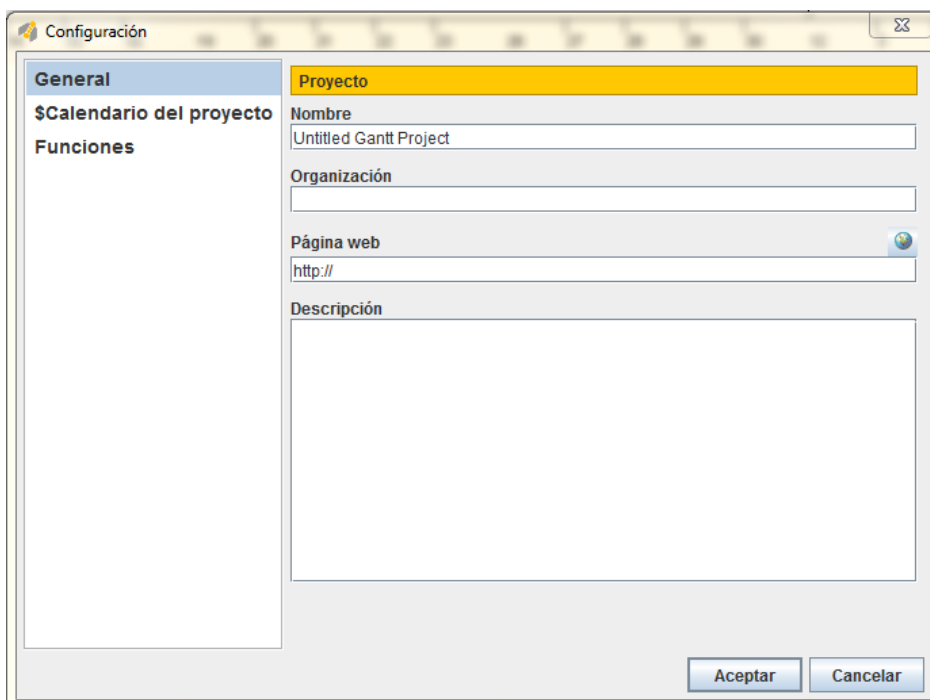 Configuración
General
$Calendario del proyecto
Funciones
Proyecto
Nombre
Untitled Gantt Project
Organización
Página web
http://
Descripción
Aceptar
Cancelar